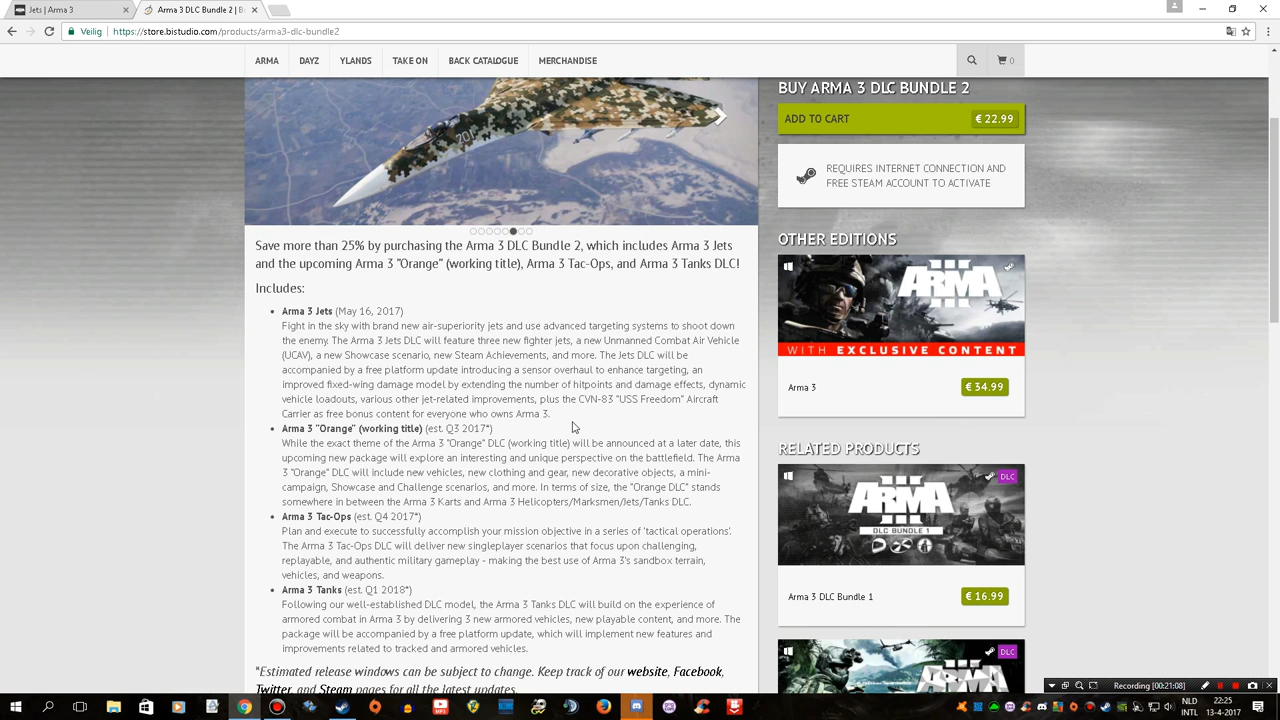 Jets | Arma 3
Arma 3 DLC Bundle 2 | B
Veilig
https://store.bistudio.com/products/arma3-dlc-bundle2
ARMA
DAYZ
YLANDS
TAKE ON
BACK CATALOGUE
MERCHANDISE
0
201
Save more than 25% by purchasing the Arma 3 DLC Bundle 2, which includes Arma 3 Jets
and the upcoming Arma 3 "Orange" (working title), Arma 3 Tac-Ops, and Arma 3 Tanks DLC!
Includes:
Arma 3 Jets (May 16, 2017)
Fight in the sky with brand new air-superiority jets and use advanced targeting systems to shoot down
the enemy. The Arma 3 Jets DLC will feature three new fighter jets, a new Unmanned Combat Air Vehicle
(UCAV), a new Showcase scenario, new Steam Achievements, and more. The Jets DLC will be
accompanied by a free platform update introducing a sensor overhaul to enhance targeting, an
improved fixed-wing damage model by extending the number of hitpoints and damage effects, dynamic
vehicle loadouts, various other jet-related improvements, plus the CVN-83 "USS Freedom" Aircraft
Carrier as free bonus content for everyone who owns Arma 3.
Arma 3 "Orange" (working title) (est. Q3 2017*)
While the exact theme of the Arma 3 "Orange" DLC (working title) will be announced at a later date, this
upcoming new package will explore an interesting and unique perspective on the battlefield. The Arma
3 "Orange" DLC will include new vehicles, new clothing and gear, new decorative objects, a mini-
campaign, Showcase and Challenge scenarios, and more. In terms of size, the "Orange DLC" stands
somewhere in between the Arma 3 Karts and Arma 3 Helicopters/Marksmen/Jets/Tanks DLC.
Arma 3 Tac-Ops (est. Q4 2017*)
Plan and execute to successfully accomplish your mission objective in a series of 'tactical operations'.
The Arma 3 Tac-Ops DLC will deliver new singleplayer scenarios that focus upon challenging,
replayable, and authentic military gameplay - making the best use of Arma 3's sandbox terrain,
vehicles, and weapons.
Arma 3 Tanks (est. Q1 2018*)
Following our well-established DLC model, the Arma 3 Tanks DLC will build on the experience of
armored combat in Arma 3 by delivering 3 new armored vehicles, new playable content, and more. The
package will be accompanied by a free platform update, which will implement new features and
improvements related to tracked and armored vehicles.
*Estimated release windows can be subject to change. Keep track of our website, Facebook,
Twitter, and Steam pages for all the latest updates.
BUY ARMA 3 DLC BUNDLE 2
ADD TO CART
€ 22.99
REQUIRES INTERNET CONNECTION AND
FREE STEAM ACCOUNT TO ACTIVATE
OTHER EDITIONS
ARMA
III
WITH EXCLUSIVE CONTENT
Arma 3
€ 34.99
RELATED PRODUCTS
DLC
ARMA
III
DLC BUNDLE 1
Arma 3 DLC Bundle 1
€ 16.99
DLC
ARMA
Recording [00:21:08]
MP3
NLD
INTL
22:25
13-4-2017